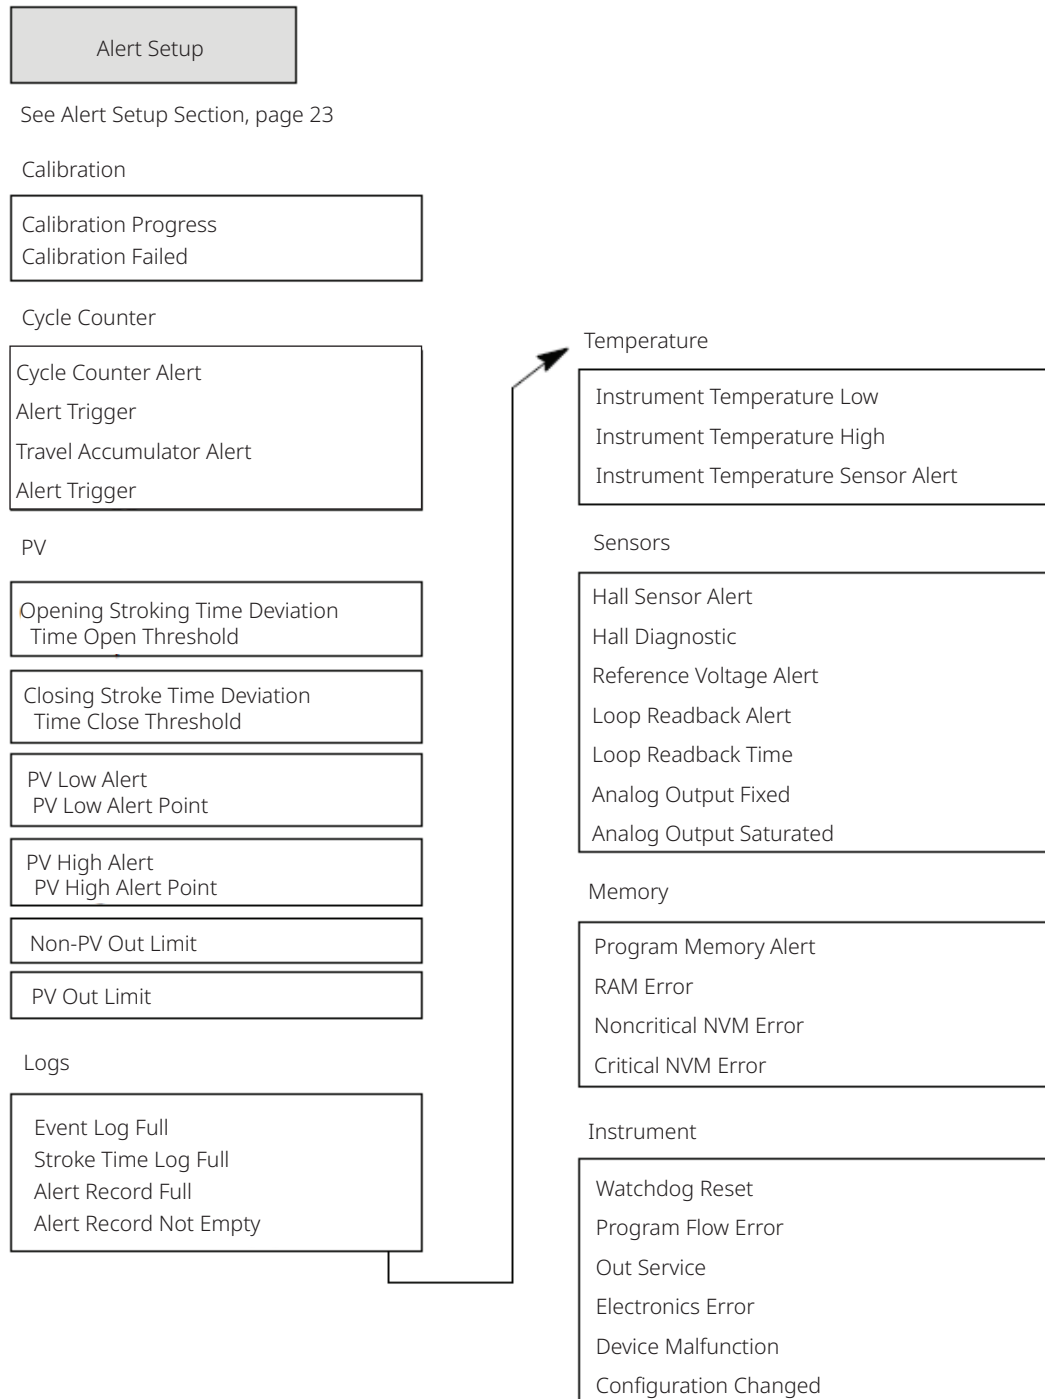 Alert Setup
See Alert Setup Section, page 23
Calibration
Calibration Progress
Calibration Failed
Cycle Counter
Cycle Counter Alert
Alert Trigger
Travel Accumulator Alert
Alert Trigger
PV
Opening Stroking Time Deviation
Time Open Threshold
Closing Stroke Time Deviation
Time Close Threshold
PV Low Alert
PV Low Alert Point
PV High Alert
PV High Alert Point
Non-PV Out Limit
PV Out Limit
Logs
Event Log Full
Stroke Time Log Full
Alert Record Full
Alert Record Not Empty
Temperature
Instrument Temperature Low
Instrument Temperature High
Instrument Temperature Sensor Alert
Sensors
Hall Sensor Alert
Hall Diagnostic
Reference Voltage Alert
Loop Readback Alert
Loop Readback Time
Analog Output Fixed
Analog Output Saturated
Memory
Program Memory Alert
RAM Error
Noncritical NVM Error
Critical NVM Error
Instrument
Watchdog Reset
Program Flow Error
Out Service
Electronics Error
Device Malfunction
Configuration Changed